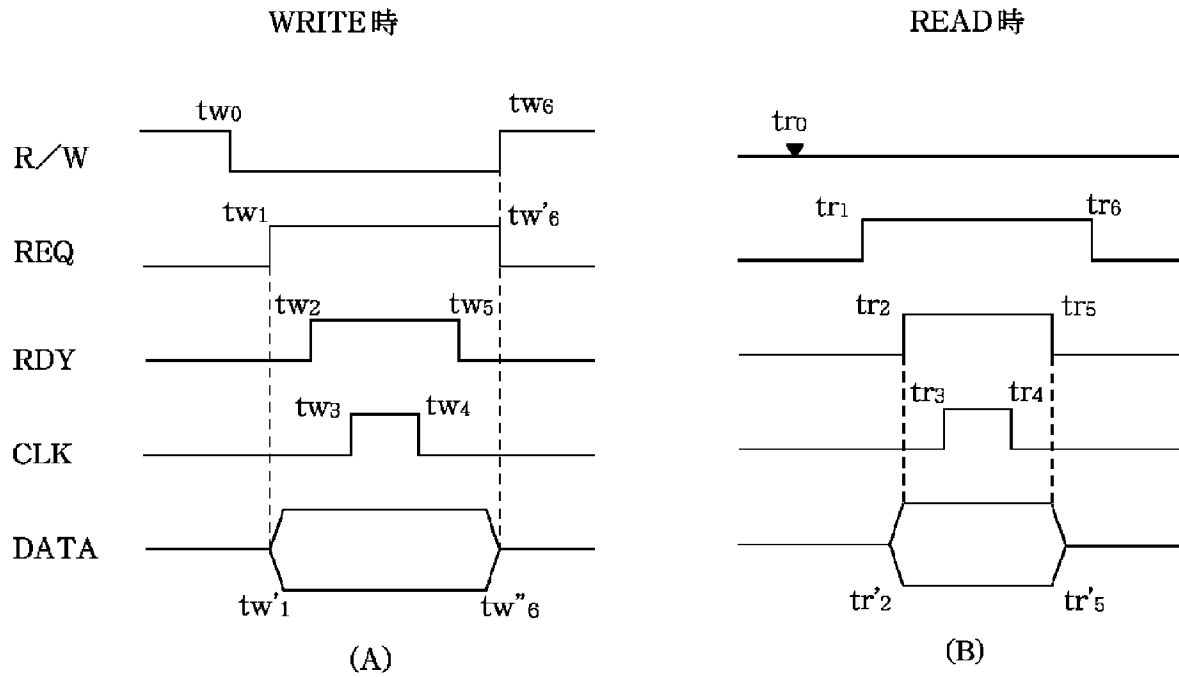 WRITE時
READ時
tw0
tw6
tr0
R／W
tw1
tw'6
tr1
tr6
REQ
tw2
tw5
tr2
tr5
RDY
tw3
tw4
tr3
tr4
CLK
DATA
tw'1
tw"6
tr'2
tr'5
(A)
(B)